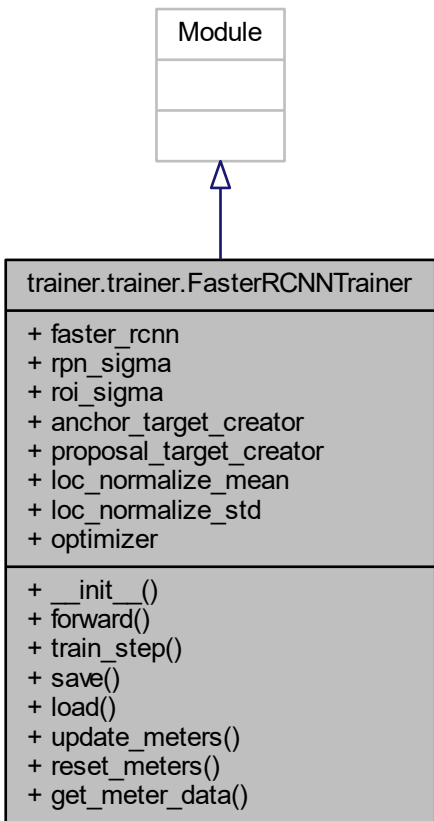 Module
trainer.trainer.FasterRCNNTrainer
+ faster_rcnn
+ rpn_sigma
+ roi_sigma
+ anchor_target_creator
+ proposal_target_creator
+ loc_normalize_mean
+ loc_normalize_std
+ optimizer
+ __init__()
+ forward()
+ train_step()
+ save()
+ load()
+ update_meters()
+ reset_meters()
+ get_meter_data()